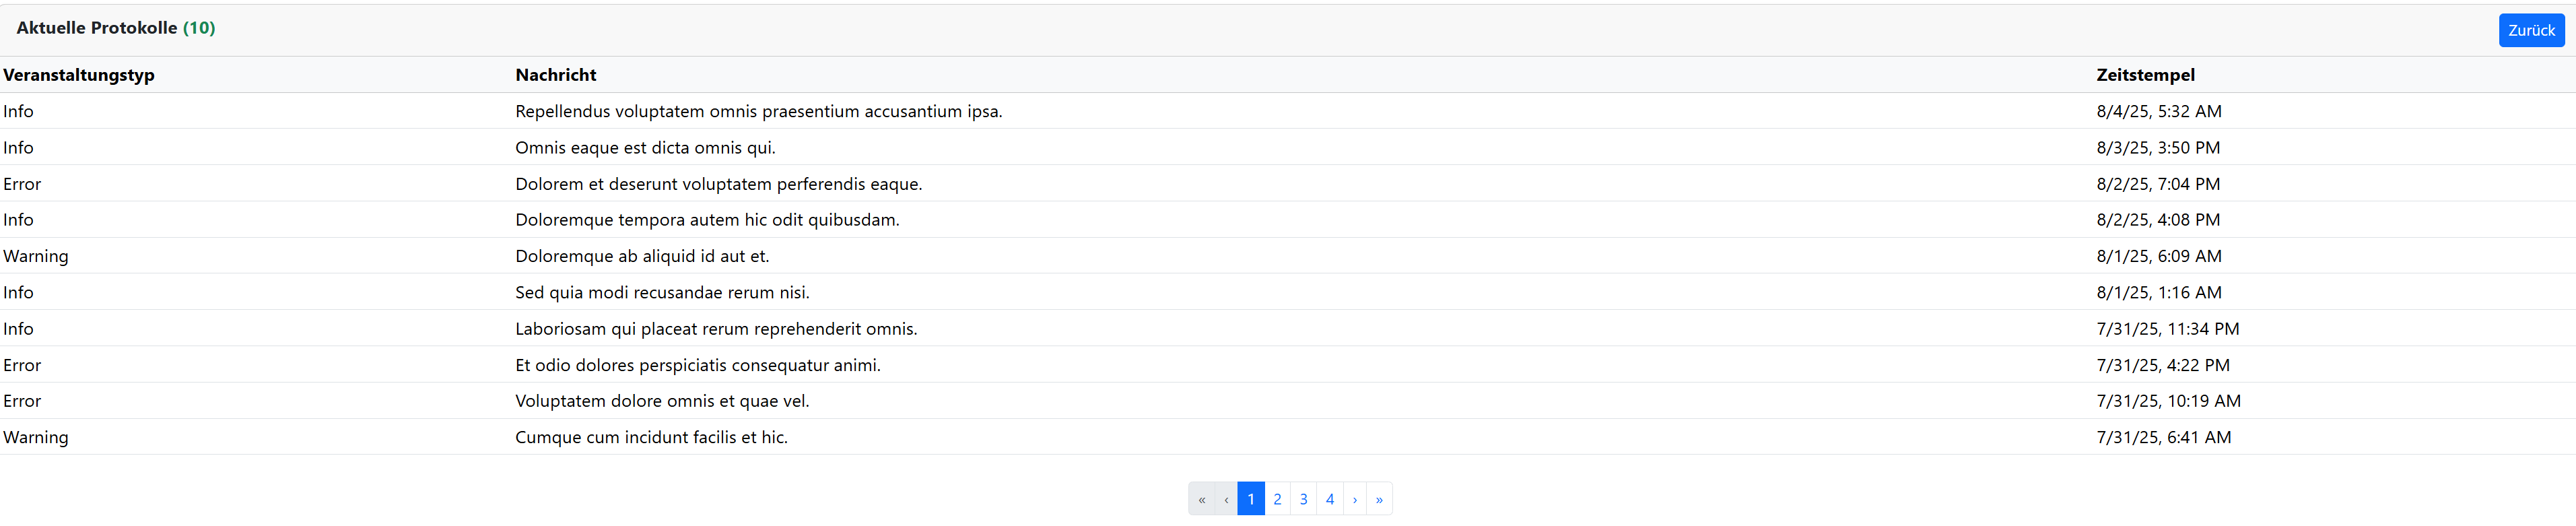 Aktuelle Protokolle (10) Zurück
Veranstaltungstyp Nachricht Zeitstempel
Info Repellendus voluptatem omnis praesentium accusantium ipsa. 8/4/25, 5:32 AM
Info Omnis eaque est dicta omnis qui. 8/3/25, 3:50 PM
Error Dolorem et deserunt voluptatem perferendis eaque. 8/2/25, 7:04 PM
Info Doloremque tempora autem hic odit quibusdam. 8/2/25, 4:08 PM
Warning Doloremque ab aliquid id aut et. 8/1/25, 6:09 AM
Info Sed quia modi recusandae rerum nisi. 8/1/25, 1:16 AM
Info Laboriosam qui placeat rerum reprehenderit omnis. 7/31/25, 11:34 PM
Error Et odio dolores perspiciatis consequatur animi. 7/31/25, 4:22 PM
Error Voluptatem dolore omnis et quae vel. 7/31/25, 10:19 AM
Warning Cumque cum incidunt facilis et hic. 7/31/25, 6:41 AM
« ‹ 1 2 3 4 › »